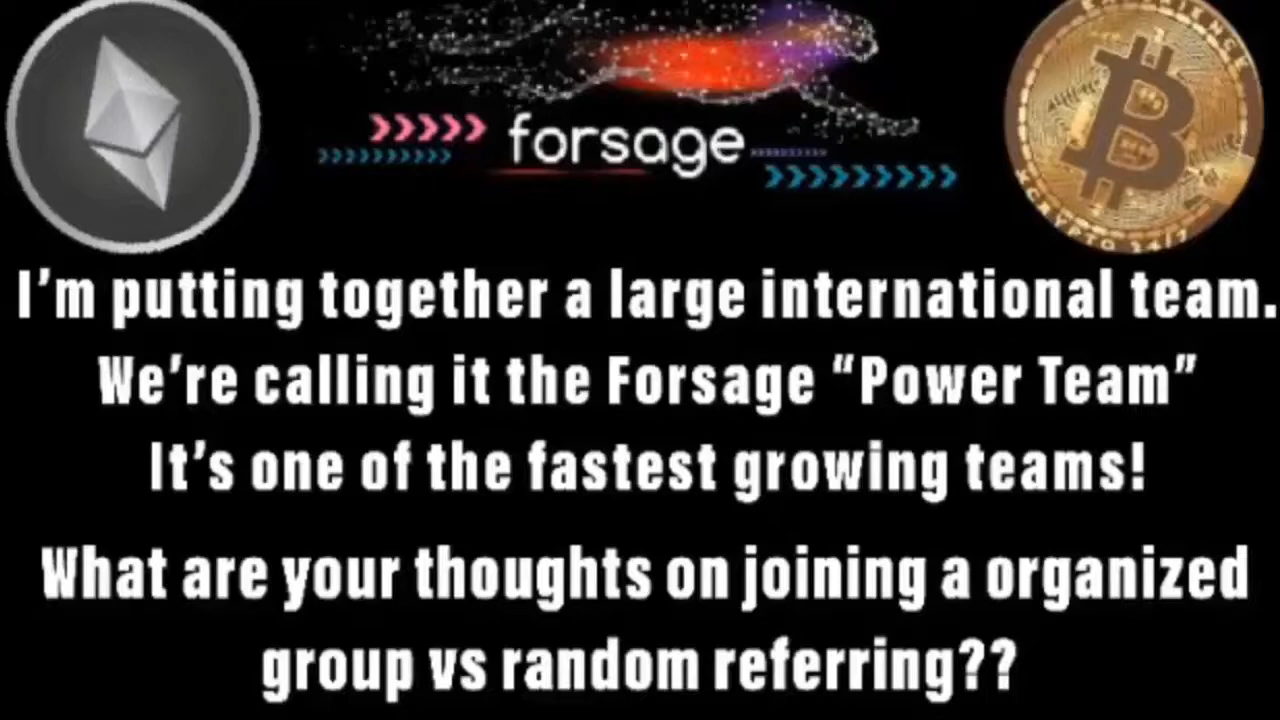 forsage
I'm putting together a large international team.
We're calling it the Forsage "Power Team"
It's one of the fastest growing teams!
What are your thoughts on joining a organized
group vs random referring??